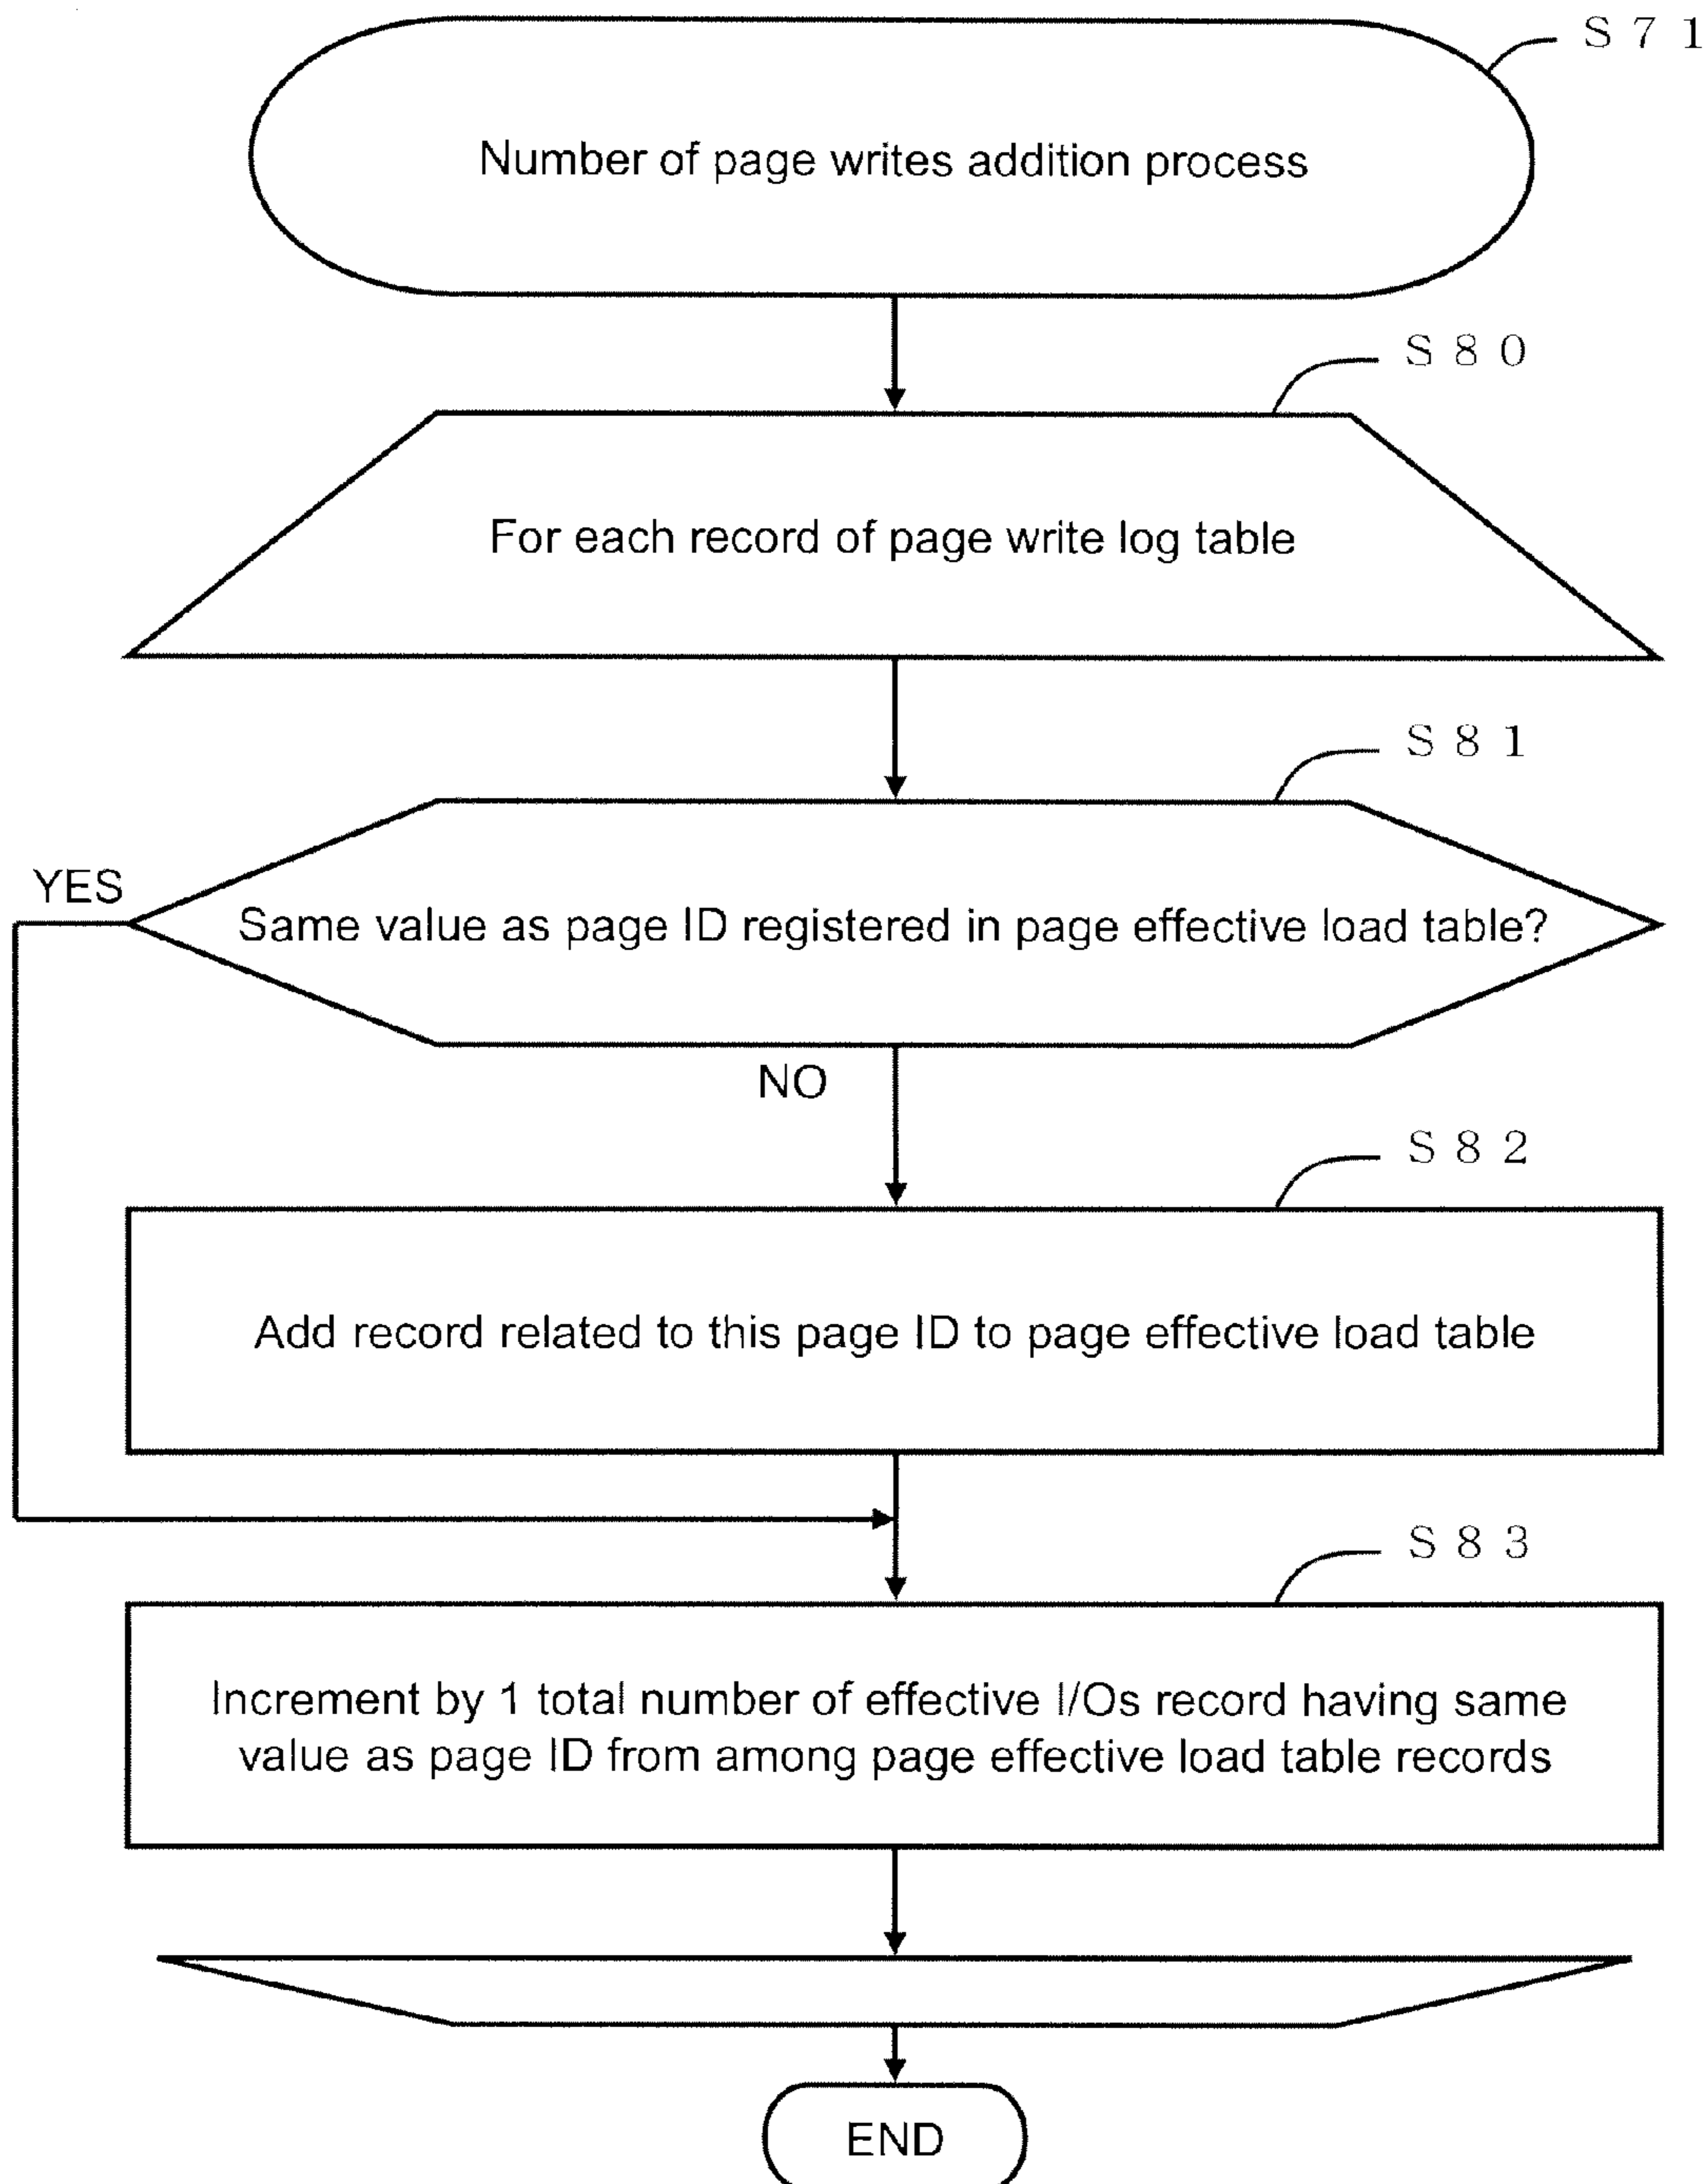 S71
Number of page writes addition process
S80
For each record of page write log table
S81
YES
Same value as page ID registered in page effective load table?
NO
S82
Add record related to this page ID to page effective load table
S83
Increment by 1 total number of effective I/Os record having same
value as page ID from among page effective load table records
END